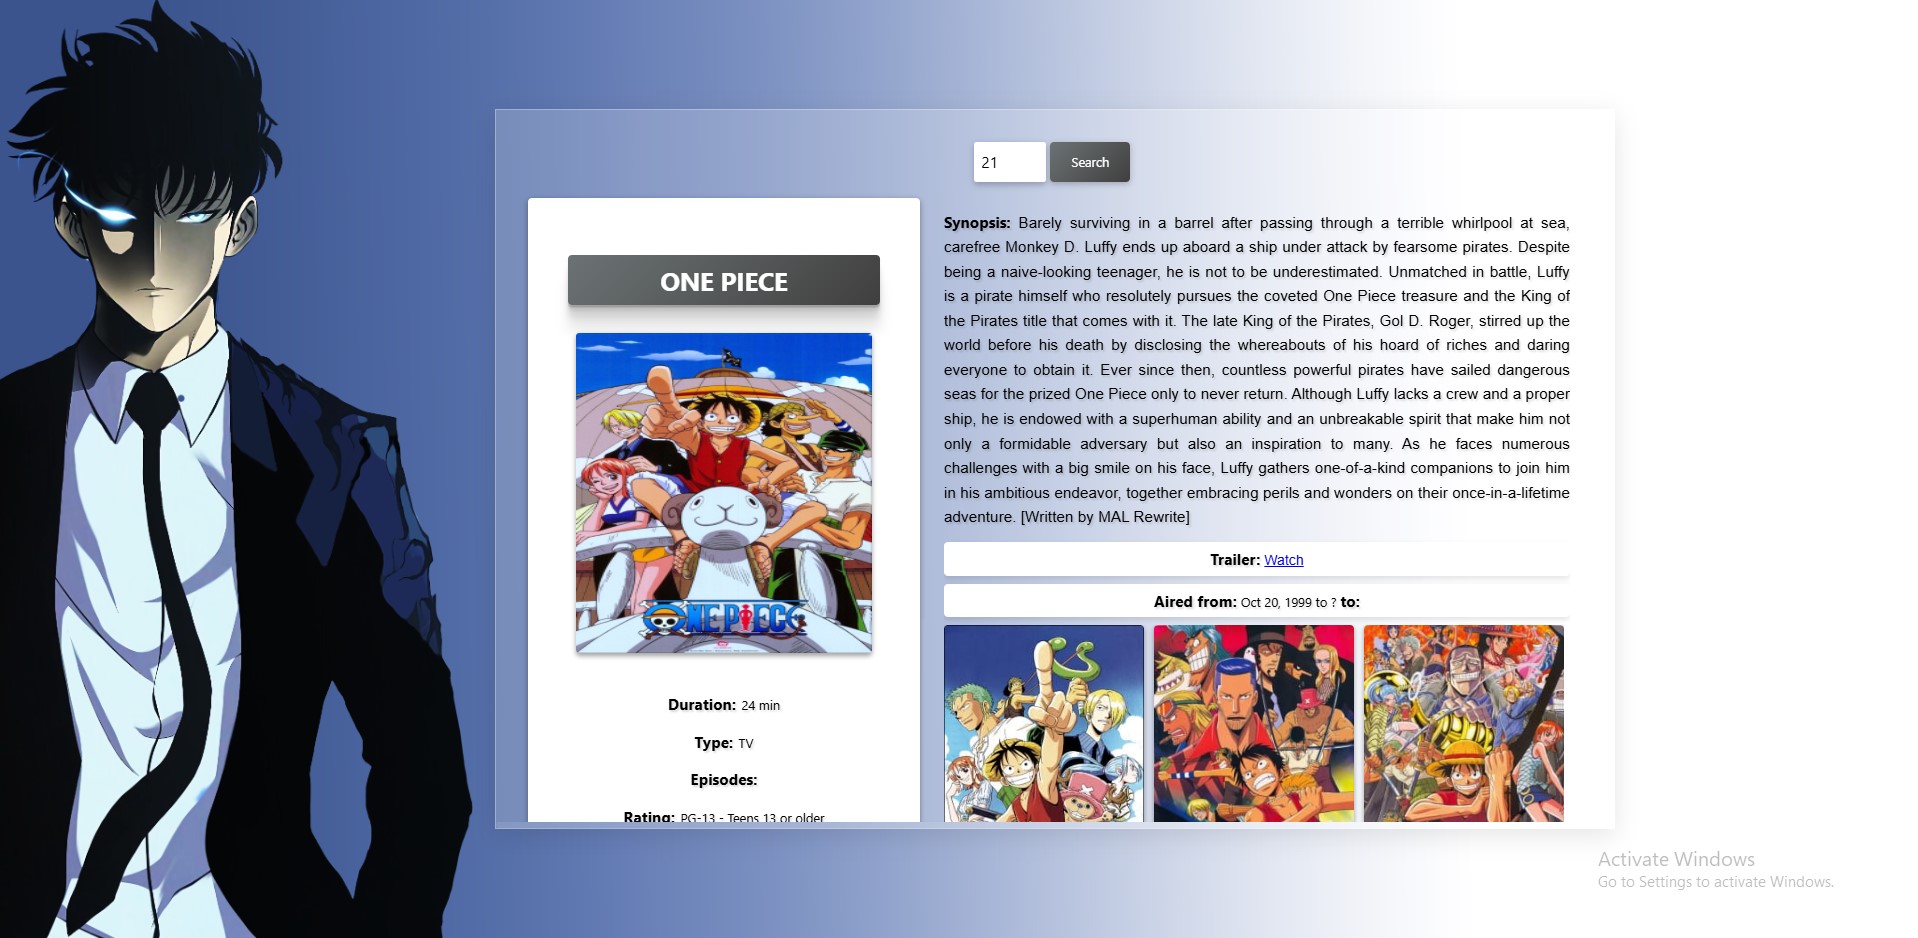 21
Search
ONE PIECE
ONE PIECE
Duration: 24 min
Type: TV
Episodes:
Rating: PG-13 - Teens 13 or older
Synopsis: Barely surviving in a barrel after passing through a terrible whirlpool at sea,
carefree Monkey D. Luffy ends up aboard a ship under attack by fearsome pirates. Despite
being a naive-looking teenager, he is not to be underestimated. Unmatched in battle, Luffy
is a pirate himself who resolutely pursues the coveted One Piece treasure and the King of
the Pirates title that comes with it. The late King of the Pirates, Gol D. Roger, stirred up the
world before his death by disclosing the whereabouts of his hoard of riches and daring
everyone to obtain it. Ever since then, countless powerful pirates have sailed dangerous
seas for the prized One Piece only to never return. Although Luffy lacks a crew and a proper
ship, he is endowed with a superhuman ability and an unbreakable spirit that make him not
only a formidable adversary but also an inspiration to many. As he faces numerous
challenges with a big smile on his face, Luffy gathers one-of-a-kind companions to join him
in his ambitious endeavor, together embracing perils and wonders on their once-in-a-lifetime
adventure. [Written by MAL Rewrite]
Trailer: Watch
Aired from: Oct 20, 1999 to ? to:
Activate Windows
Go to Settings to activate Windows.